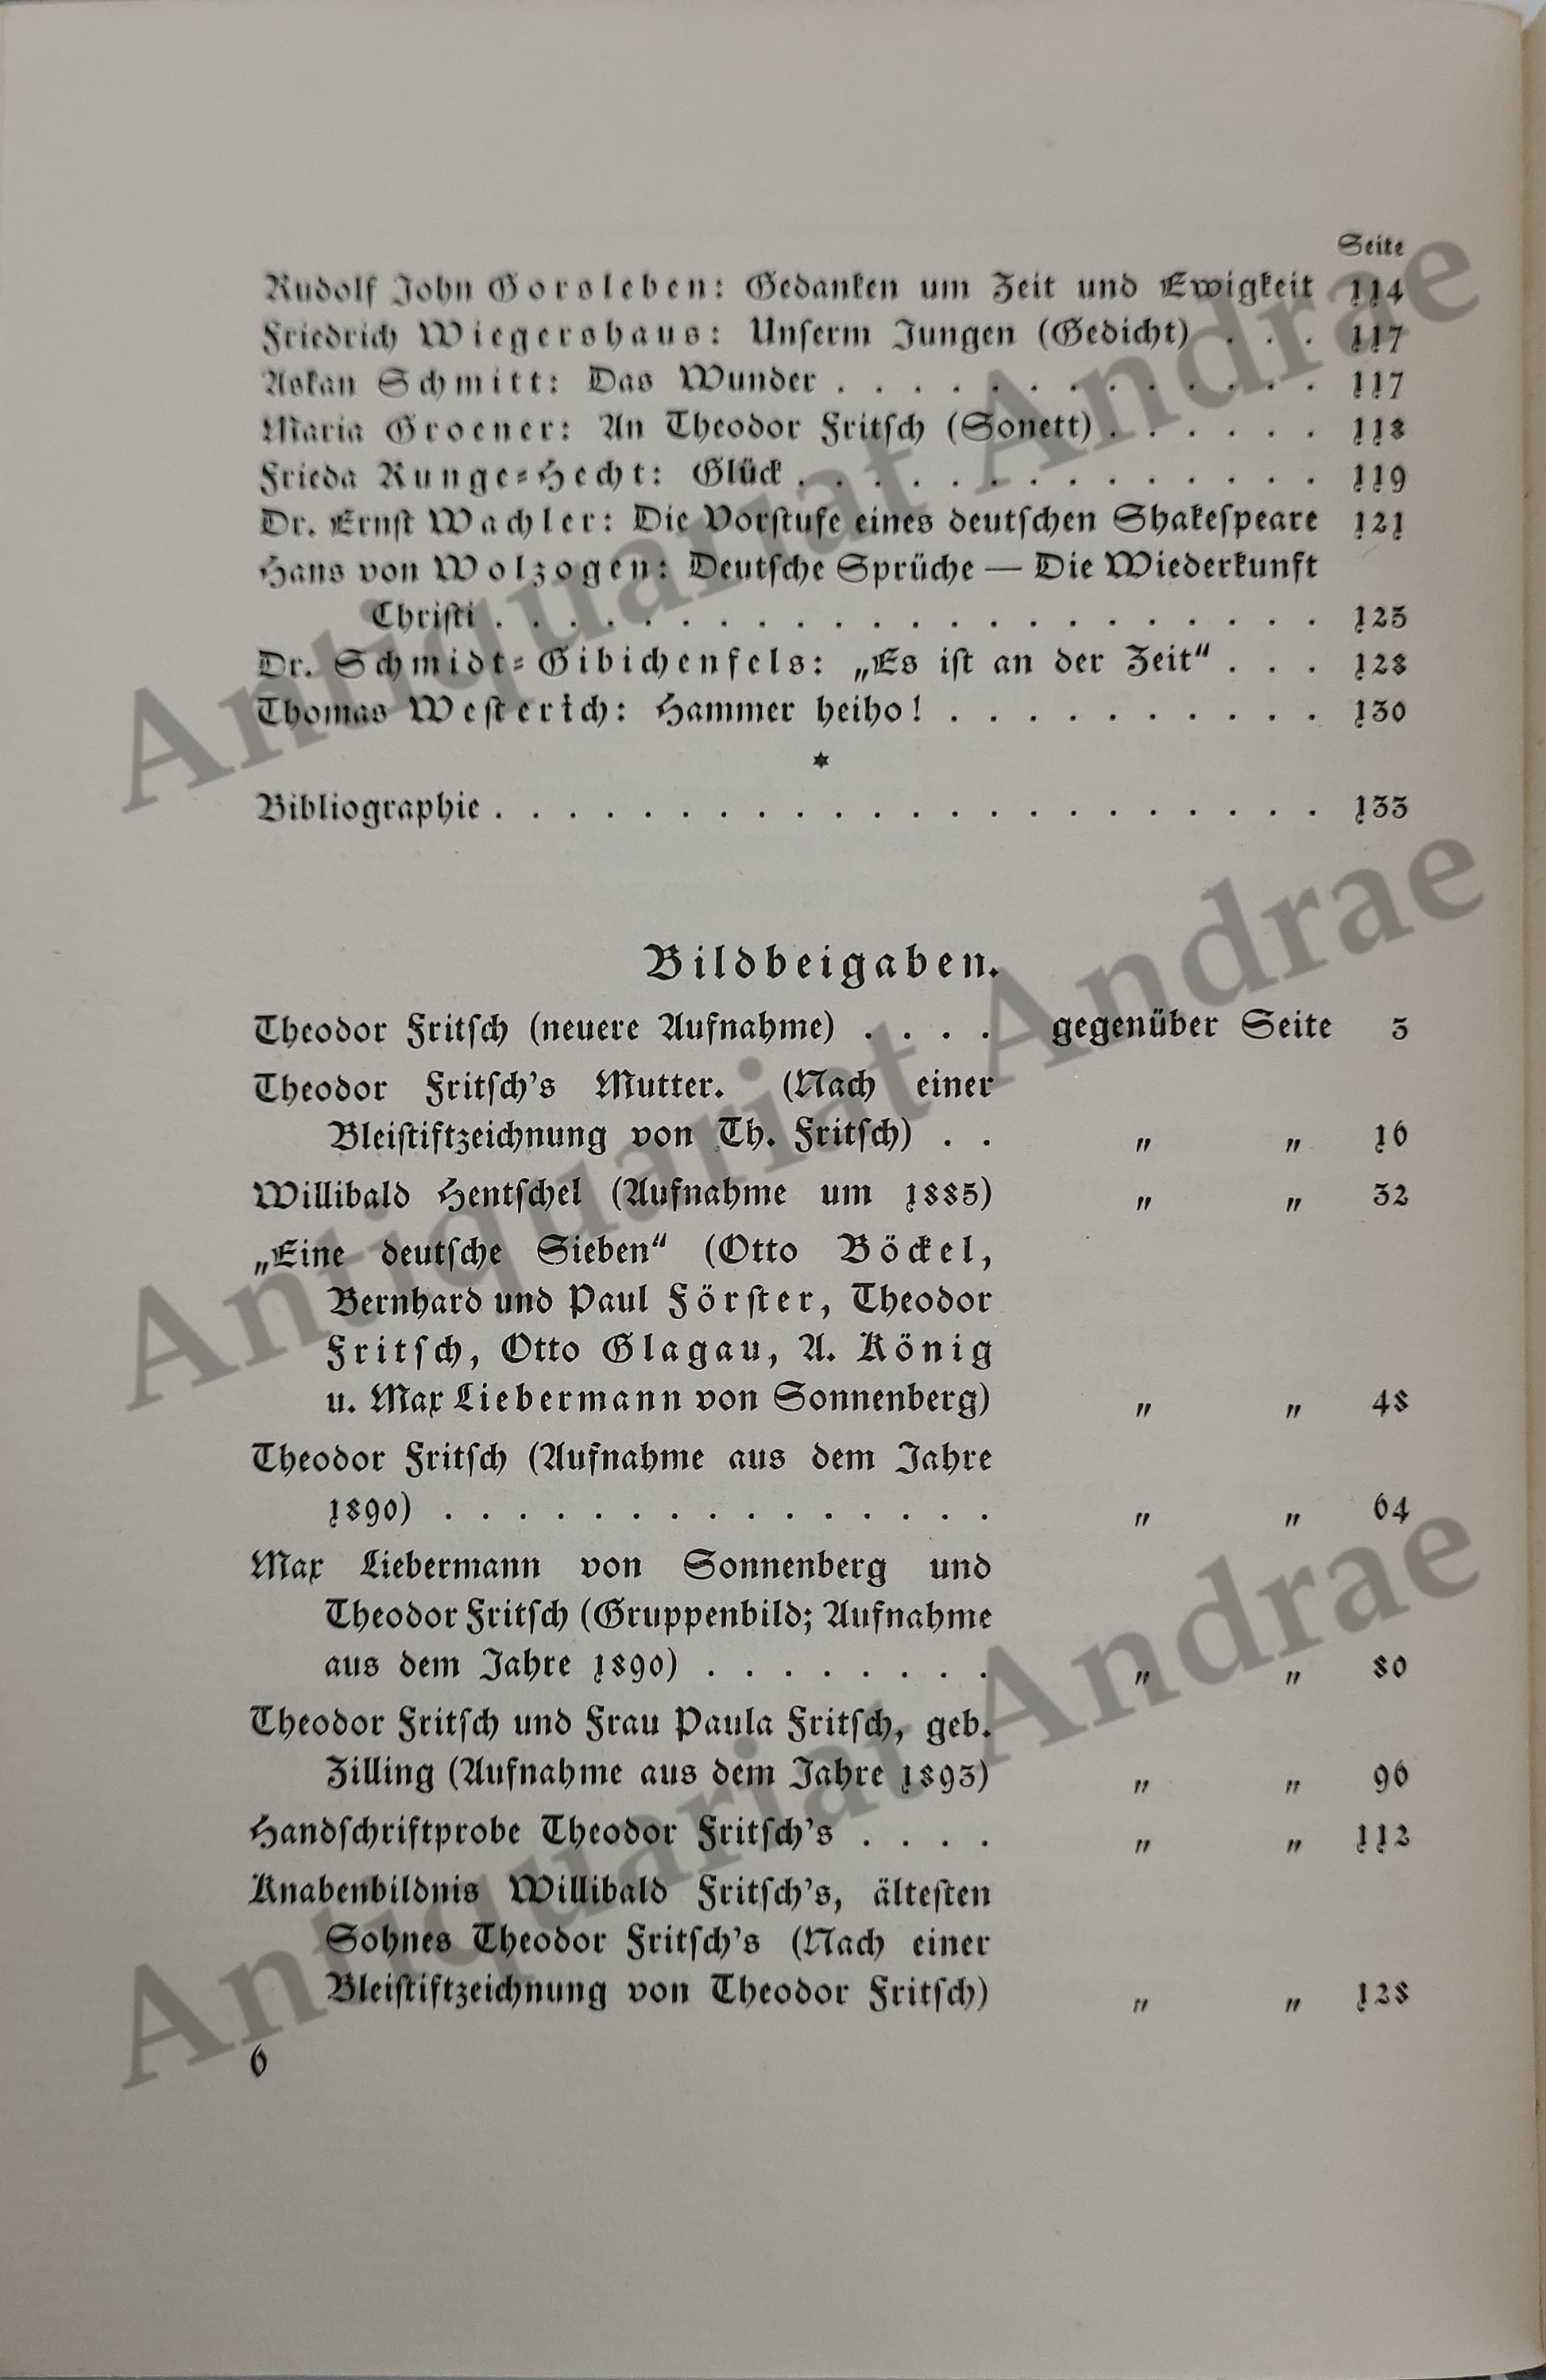 Seite
Rudolf John Gorsleben: Gedanken um Zeit und Ewigkeit 114
Friedrich Wiegershaus: Unserm Jungen (Gedicht) . . . 117
Askan Schmitt: Das Wunder . . . . . . . . . . . . . 117
Maria Groener: An Theodor Fritsch (Sonett) . . . . . . 118
Frieda Runge-Hecht: Glück . . . . . . . . . . . . . . 119
Dr. Ernst Wachler: Die Vorstufe eines deutschen Shakespeare 121
Hans von Wolzogen: Deutsche Sprüche — Die Wiederkunft
Christi . . . . . . . . . . . . . . . . . . . . . . 125
Dr. Schmidt-Gibichenfels: „Es ist an der Zeit“ . . . 128
Thomas Westerich: Hammer heiho! . . . . . . . . . . 130
*
Bibliographie . . . . . . . . . . . . . . . . . . . . . . 133
Bildbeigaben.
Theodor Fritsch (neuere Aufnahme) . . . . gegenüber Seite 3
Theodor Fritsch’s Mutter. (Nach einer
Bleistiftzeichnung von Th. Fritsch) . . „ „ 16
Willibald Hentschel (Aufnahme um 1885) „ „ 32
„Eine deutsche Sieben“ (Otto Böckel,
Bernhard und Paul Förster, Theodor
Fritsch, Otto Glagau, A. König
u. Max Liebermann von Sonnenberg) „ „ 48
Theodor Fritsch (Aufnahme aus dem Jahre
1890) . . . . . . . . . . . . . . . „ „ 64
Max Liebermann von Sonnenberg und
Theodor Fritsch (Gruppenbild; Aufnahme
aus dem Jahre 1890) . . . . . . . . „ „ 80
Theodor Fritsch und Frau Paula Fritsch, geb.
Zilling (Aufnahme aus dem Jahre 1893) „ „ 96
Handschriftprobe Theodor Fritsch’s . . . . „ „ 112
Knabenbildnis Willibald Fritsch’s, ältesten
Sohnes Theodor Fritsch’s (Nach einer
Bleistiftzeichnung von Theodor Fritsch) „ „ 128
6
Antiquariat Andrae
Antiquariat Andrae
Antiquariat Andrae